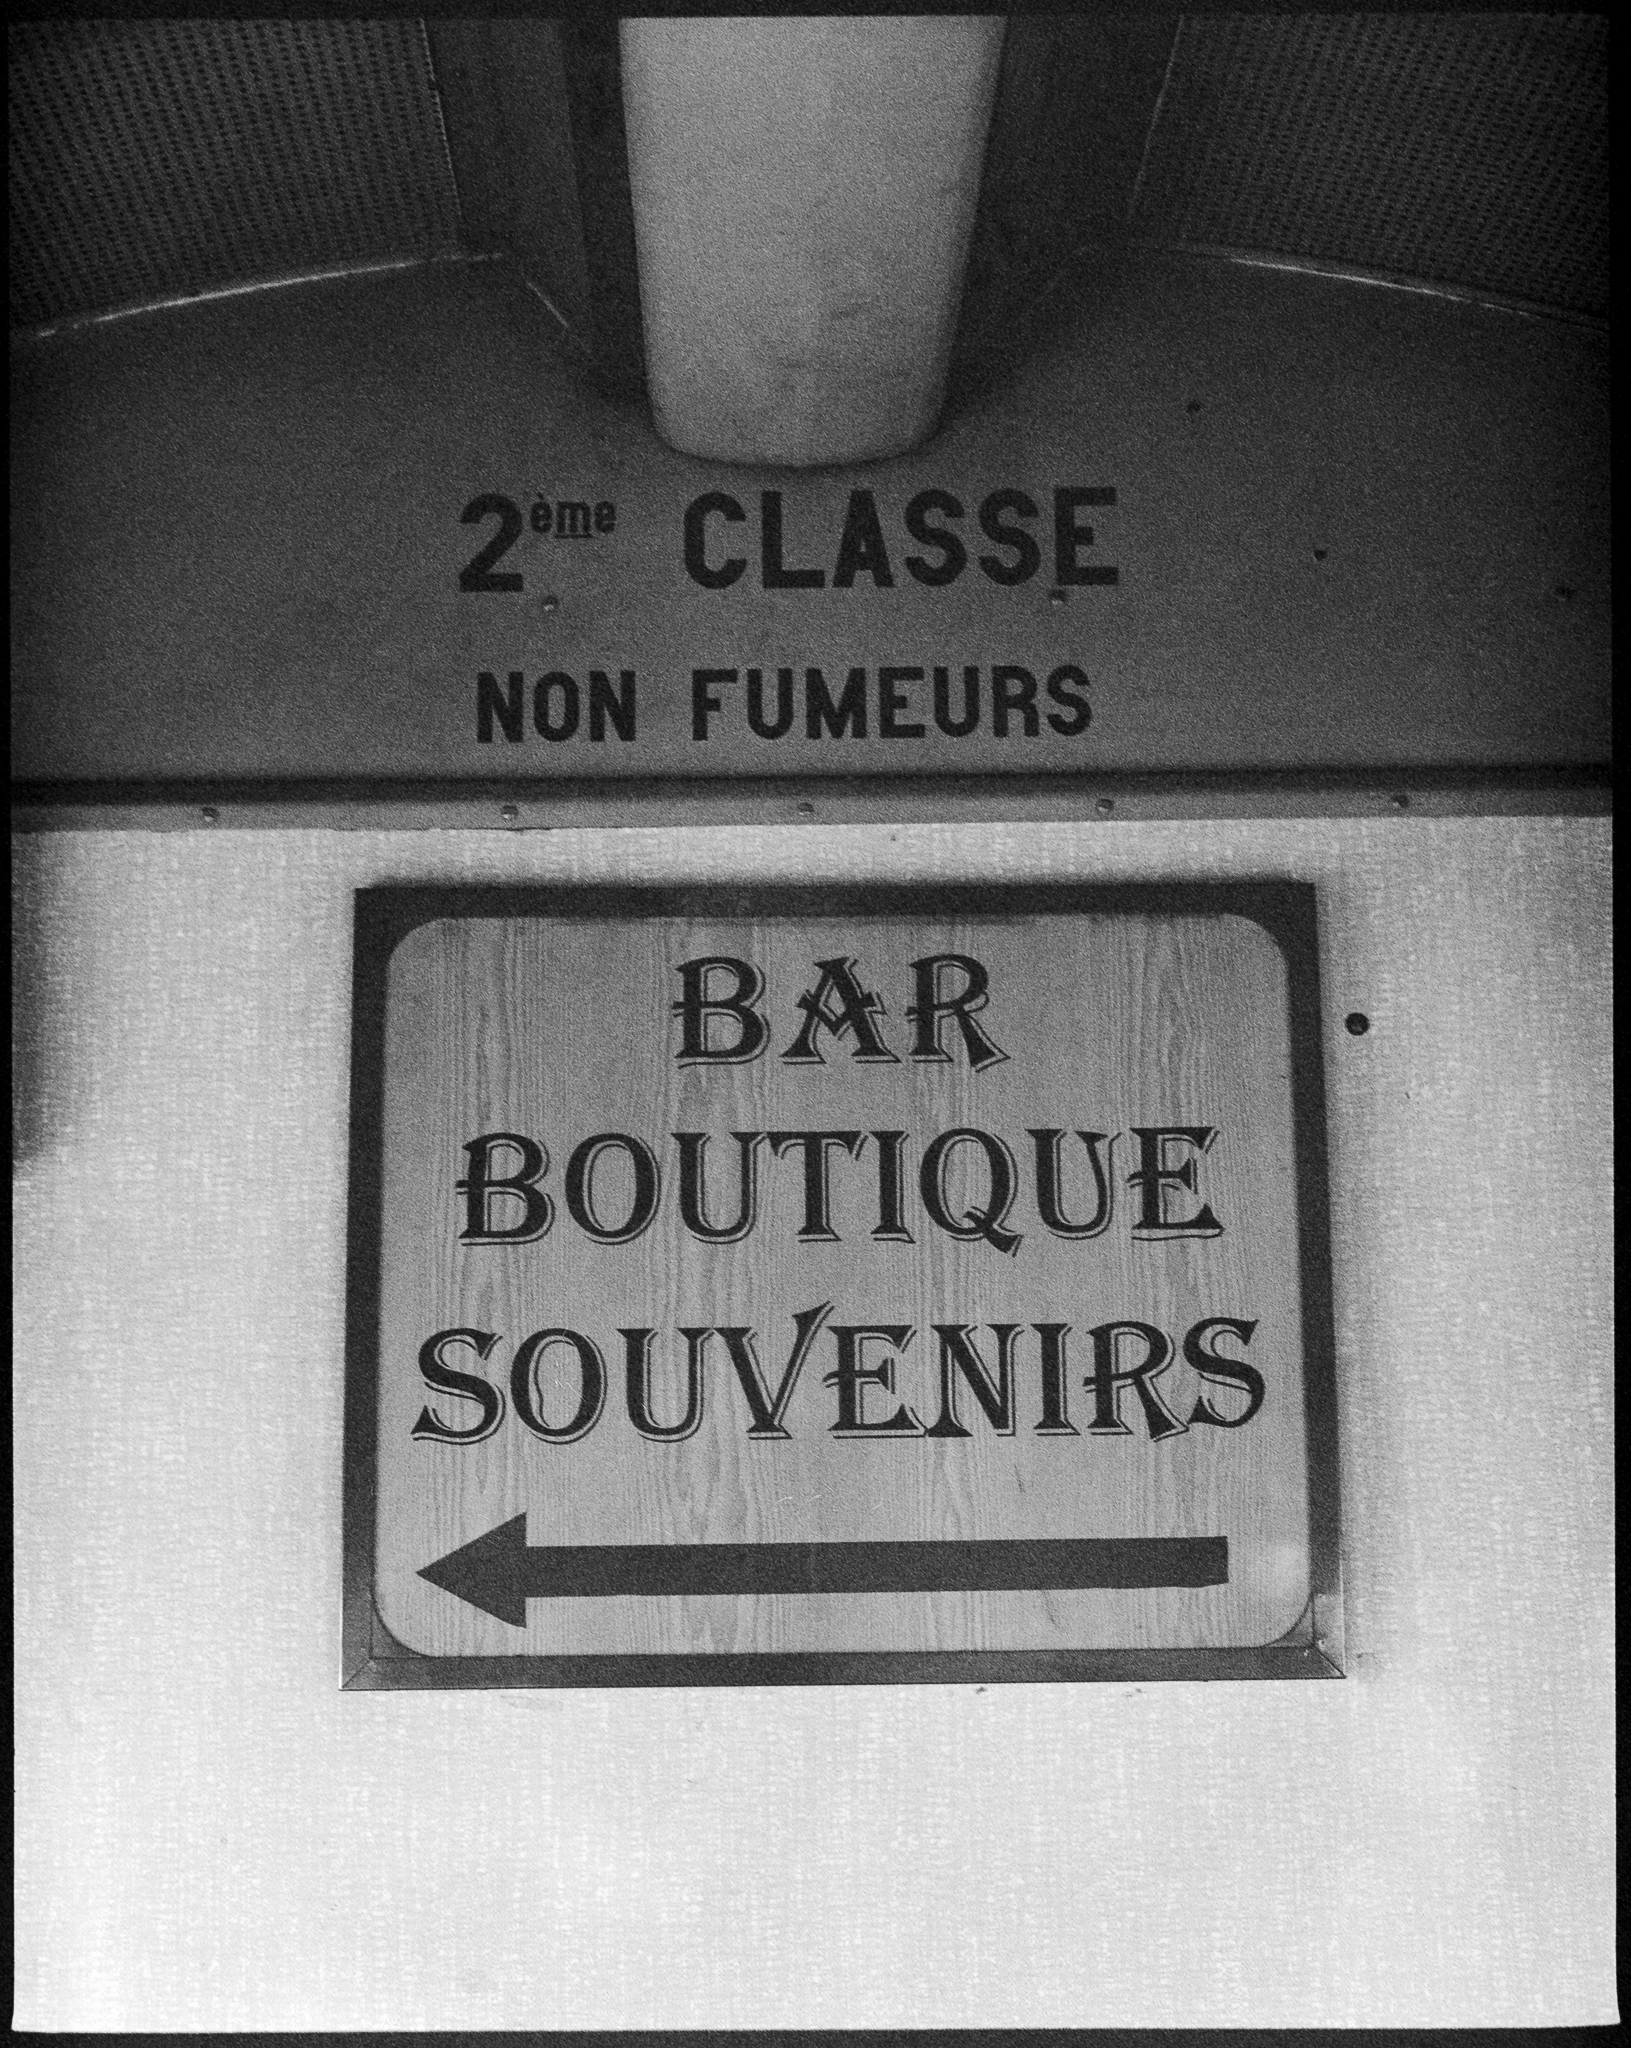 2ème CLASSE
NON FUMEURS
BAR
BOUTIQUE
SOUVENIRS